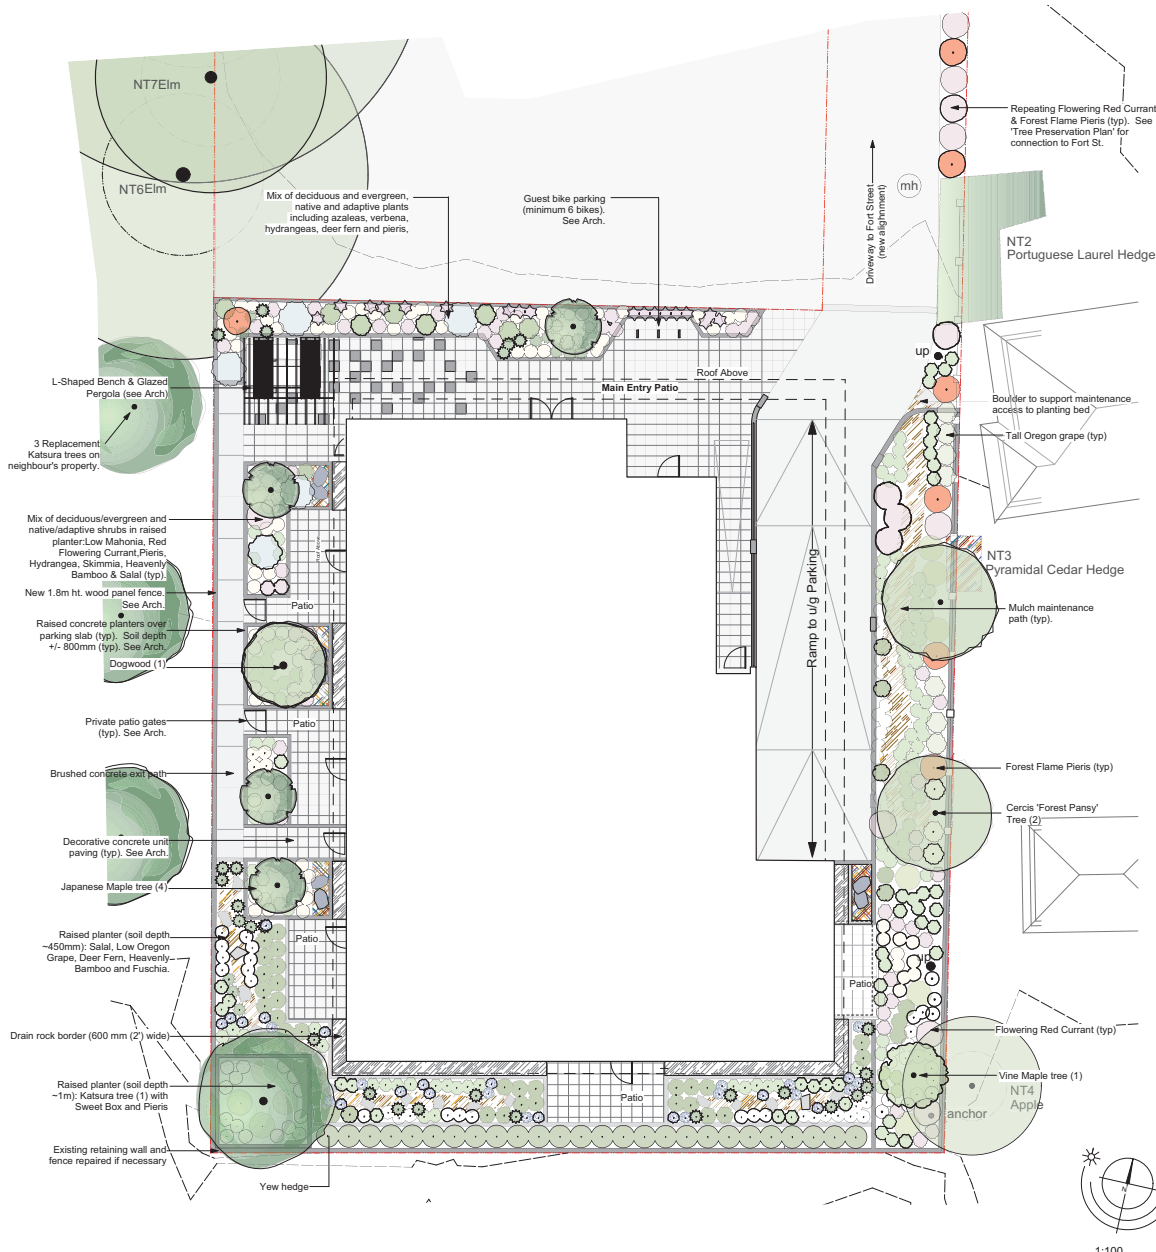 NT7Elm
NT6Elm
Mix of deciduous and evergreen,
native and adaptive plants
including azaleas, verbena,
hydrangeas, deer fern and pieris,
Guest bike parking
(minimum 6 bikes).
See Arch.
Driveway to Fort Street
(new alighnment)
mh
Repeating Flowering Red Currant
& Forest Flame Pieris (typ). See
'Tree Preservation Plan' for
connection to Fort St.
NT2
Portuguese Laurel Hedge
up
Roof Above
Main Entry Patio
L-Shaped Bench & Glazed
Pergola (see Arch)
3 Replacement
Katsura trees on
neighbour's property.
Boulder to support maintenance
access to planting bed
Tall Oregon grape (typ)
Mix of deciduous/evergreen and
native/adaptive shrubs in raised
planter:Low Mahonia, Red
Flowering Currant,Pieris,
Hydrangea, Skimmia, Heavenly
Bamboo & Salal (typ).
New 1.8m ht. wood panel fence.
See Arch.
Raised concrete planters over
parking slab (typ). Soil depth
+/- 800mm (typ). See Arch.
Dogwood (1)
Private patio gates
(typ). See Arch.
Brushed concrete exit path
Decorative concrete unit
paving (typ). See Arch.
Japanese Maple tree (4)
Raised planter (soil depth
~450mm): Salal, Low Oregon
Grape, Deer Fern, Heavenly
Bamboo and Fuschia.
Drain rock border (600 mm (2') wide)
Raised planter (soil depth
~1m): Katsura tree (1) with
Sweet Box and Pieris
Existing retaining wall and
fence repaired if necessary
Yew hedge
Roof Above
Patio
Patio
Patio
Patio
Patio
Ramp to u/g Parking
NT3
Pyramidal Cedar Hedge
Mulch maintenance
path (typ).
Forest Flame Pieris (typ)
Cercis 'Forest Pansy'
Tree (2)
up
Flowering Red Currant (typ)
Vine Maple tree (1)
NT4
Apple
anchor
N
1:100